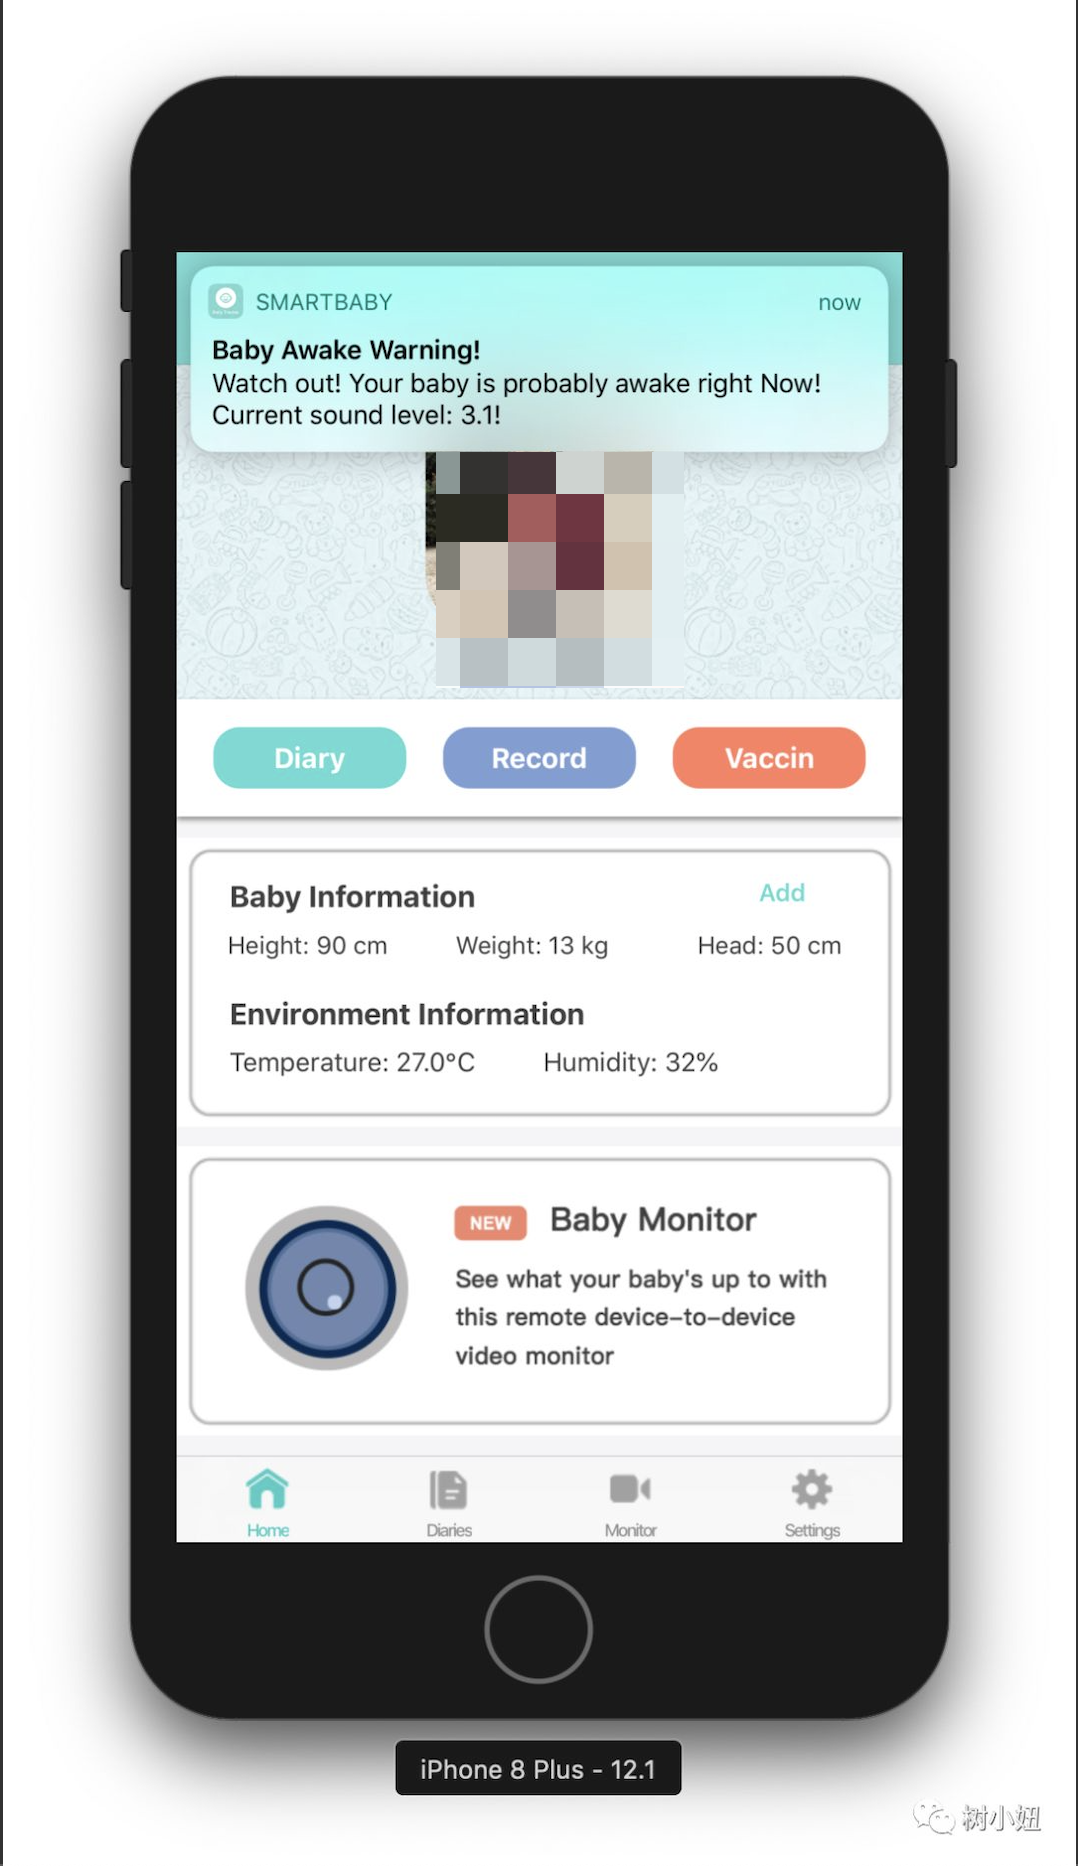 SMARTBABY
now
Baby Awake Warning!
Watch out! Your baby is probably awake right Now!
Current sound level: 3.1!
Diary
Record
Vaccin
Baby Information
Add
Height: 90 cm
Weight: 13 kg
Head: 50 cm
Environment Information
Temperature: 27.0°C
Humidity: 32%
NEW
Baby Monitor
See what your baby's up to with
this remote device-to-device
video monitor
Home
Diaries
Monitor
Settings
iPhone 8 Plus - 12.1
树小妞